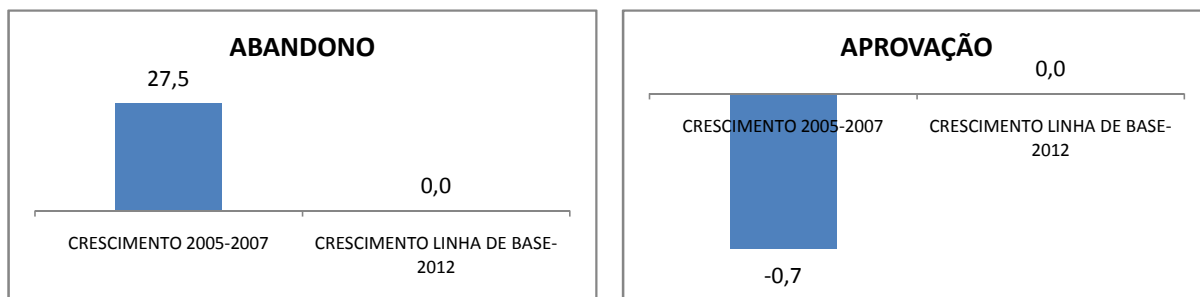 ABANDONO
27,5
0,0
CRESCIMENTO 2005-2007
CRESCIMENTO LINHA DE BASE-
2012
APROVAÇÃO
0,0
CRESCIMENTO 2005-2007
CRESCIMENTO LINHA DE BASE-
2012
-0,7